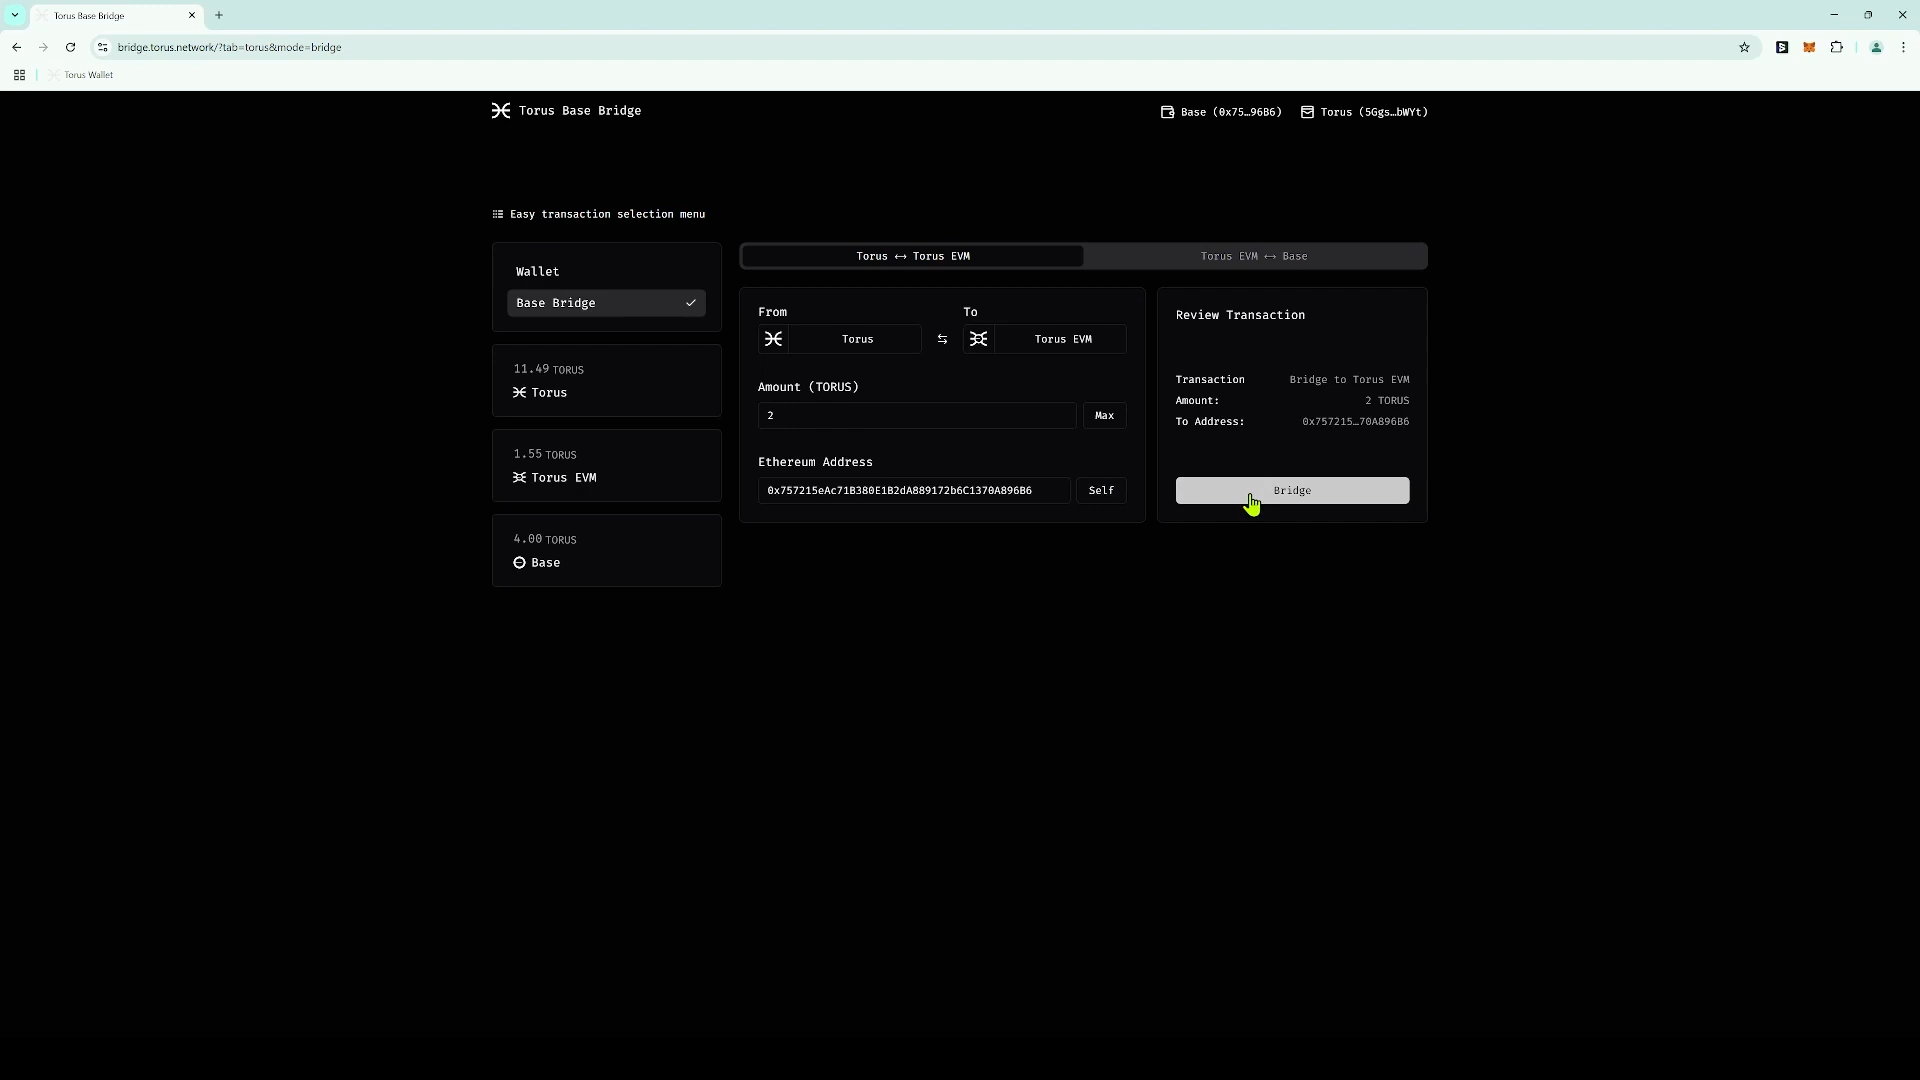 Torus Base Bridge
bridge.torus.network/?tab=torus&mode=bridge
Torus Wallet
Torus Base Bridge
Base (0x75…96B6)
Torus (5Ggs…bWYt)
Easy transaction selection menu
Wallet
Base Bridge
11.49 TORUS
Torus
1.55 TORUS
Torus EVM
4.00 TORUS
Base
Torus ↔ Torus EVM
Torus EVM ↔ Base
From
To
Torus
Torus EVM
Amount (TORUS)
2
Max
Ethereum Address
0x757215eAc71B380E1B2dA889172b6C1370A896B6
Self
Review Transaction
Transaction Bridge to Torus EVM
Amount: 2 TORUS
To Address: 0x757215…70A896B6
Bridge